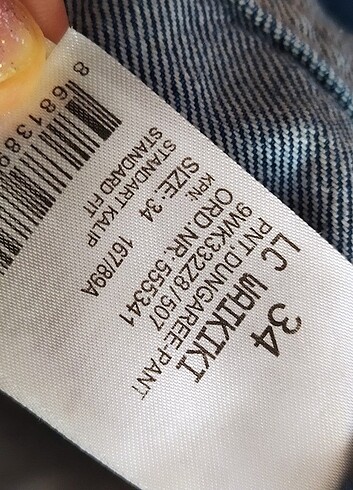 34
LC WAIKIKI
PNT DUNGAREE-PANT
9WK332Z8/507
ORD.NR: 555341
KPN:
SIZE: 34 167/89A
STANDART KALIP
STANDARD FIT
868138